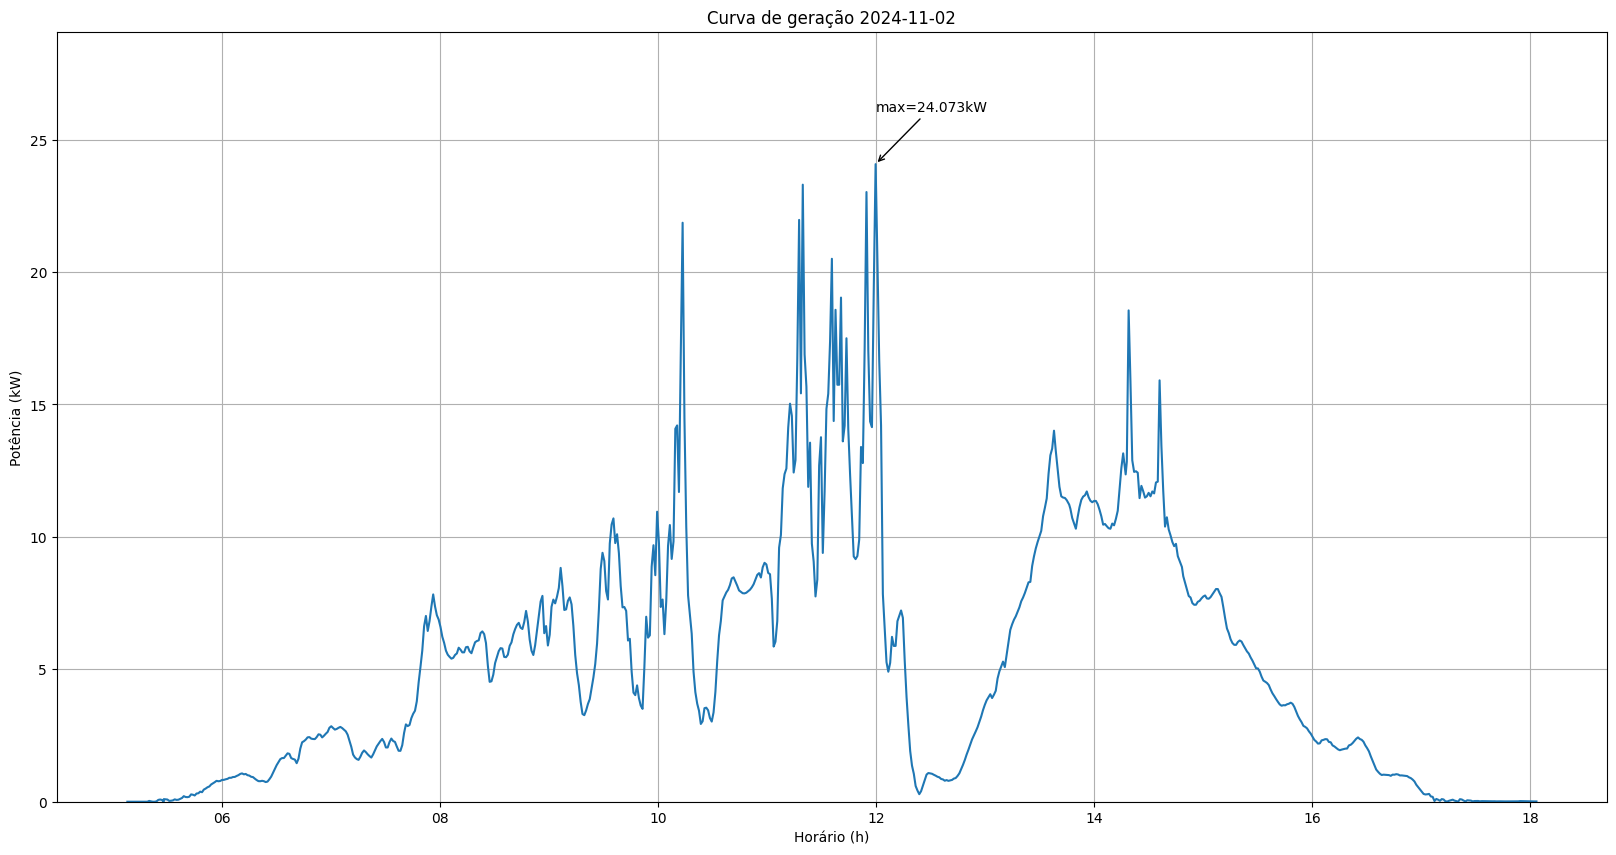 Curva de geração 2024-11-02
max=24.073kW
Potência (kW)
25
20
15
10
5
0
06 08 10 12 14 16 18
Horário (h)